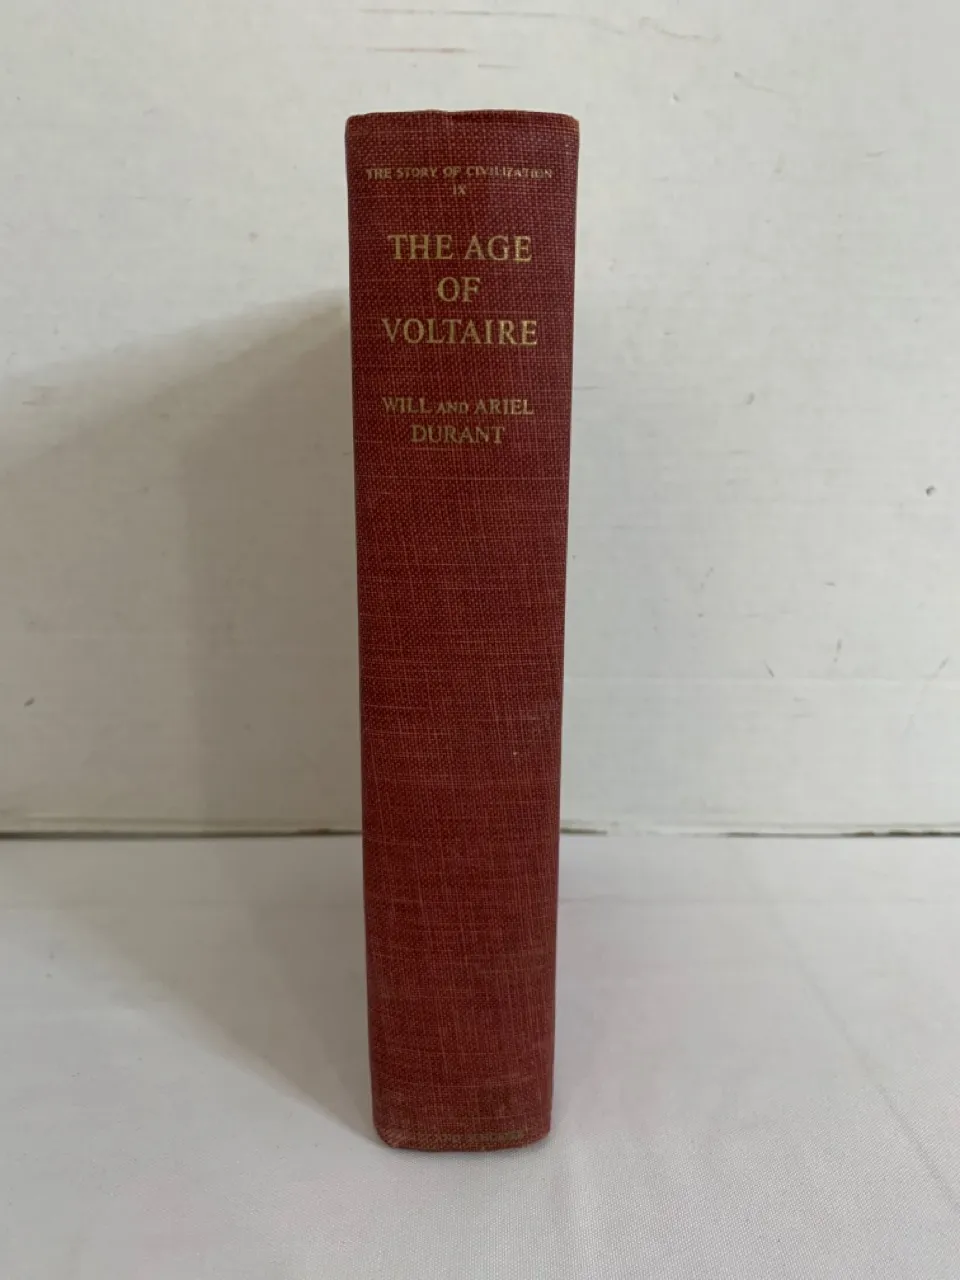 THE STORY OF CIVILIZATION
IX
THE AGE
OF
VOLTAIRE
WILL AND ARIEL
DURANT